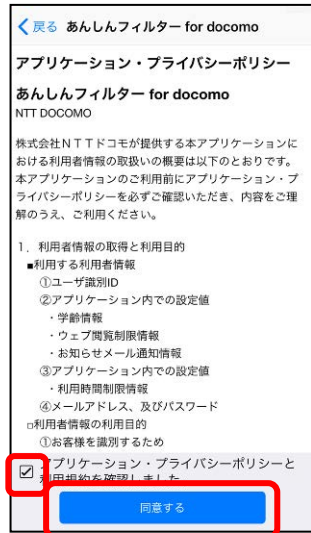 戻る あんしんフィルター for docomo
アプリケーション・プライバシーポリシー
あんしんフィルター for docomo
NTT DOCOMO
株式会社ＮＴＴドコモが提供する本アプリケーションに
おける利用者情報の取扱いの概要は以下のとおりです。
本アプリケーションのご利用前にアプリケーション・プ
ライバシーポリシーを必ずご確認いただき、内容をご理
解のうえ、ご利用ください。
１．利用者情報の取得と利用目的
■利用する利用者情報
①ユーザ識別ID
②アプリケーション内での設定値
・学齢情報
・ウェブ閲覧制限情報
・お知らせメール通知情報
③アプリケーション内での設定値
・利用時間制限情報
④メールアドレス、及びパスワード
□利用者情報の利用目的
①お客様を識別するため
アプリケーション・プライバシーポリシーと
利用規約を確認しました
同意する